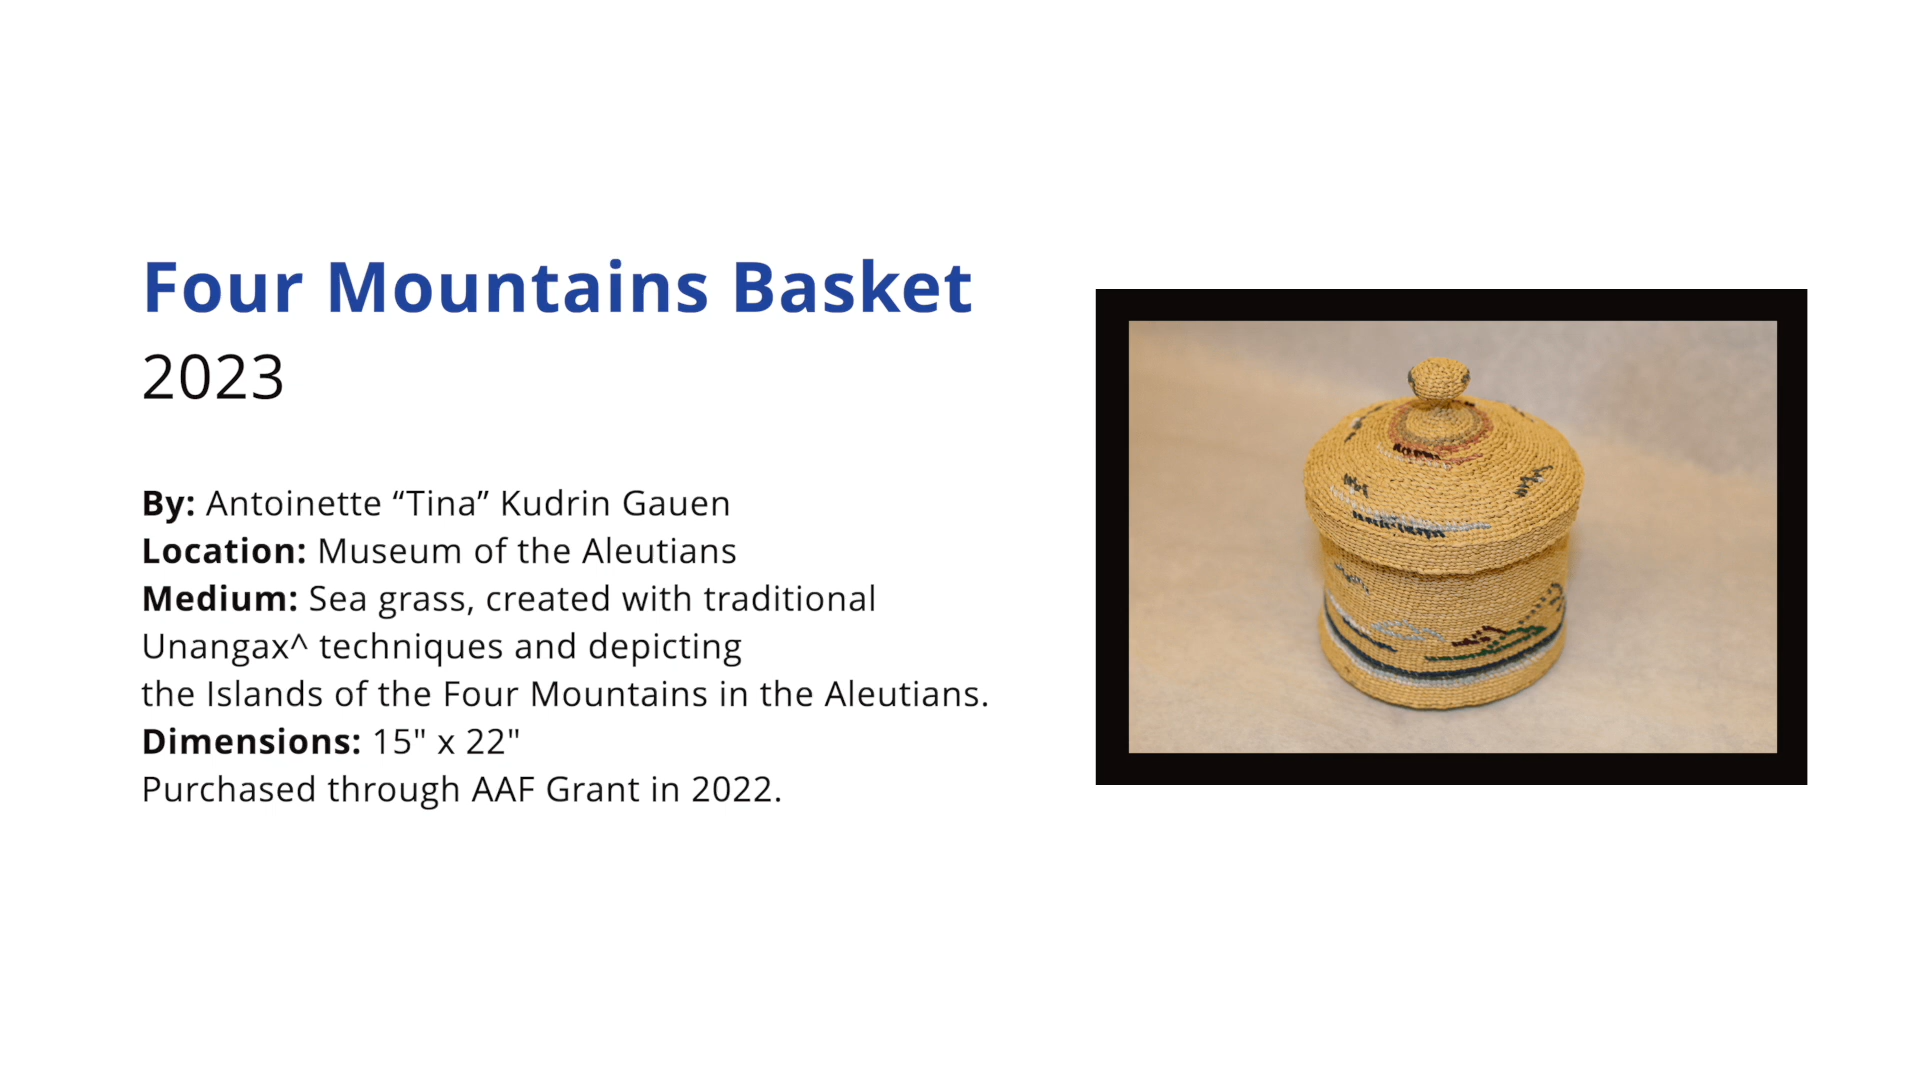 Four Mountains Basket
2023
By: Antoinette “Tina” Kudrin Gauen
Location: Museum of the Aleutians
Medium: Sea grass, created with traditional
Unangax^ techniques and depicting
the Islands of the Four Mountains in the Aleutians.
Dimensions: 15" x 22"
Purchased through AAF Grant in 2022.